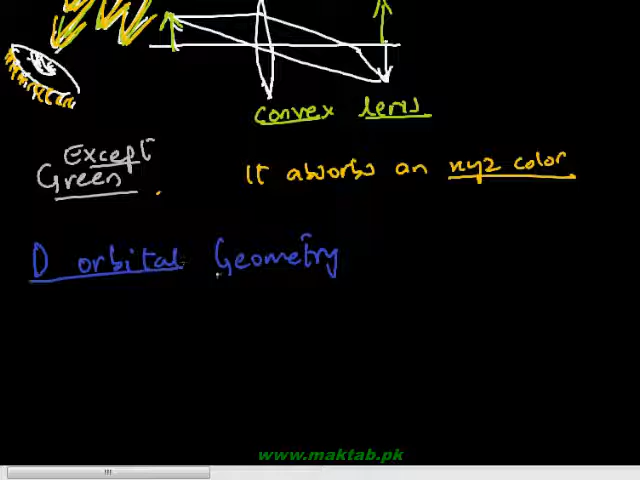 convex lens
Except
Green.
It absorbs an xyz color
D orbital Geometry
www.maktab.pk